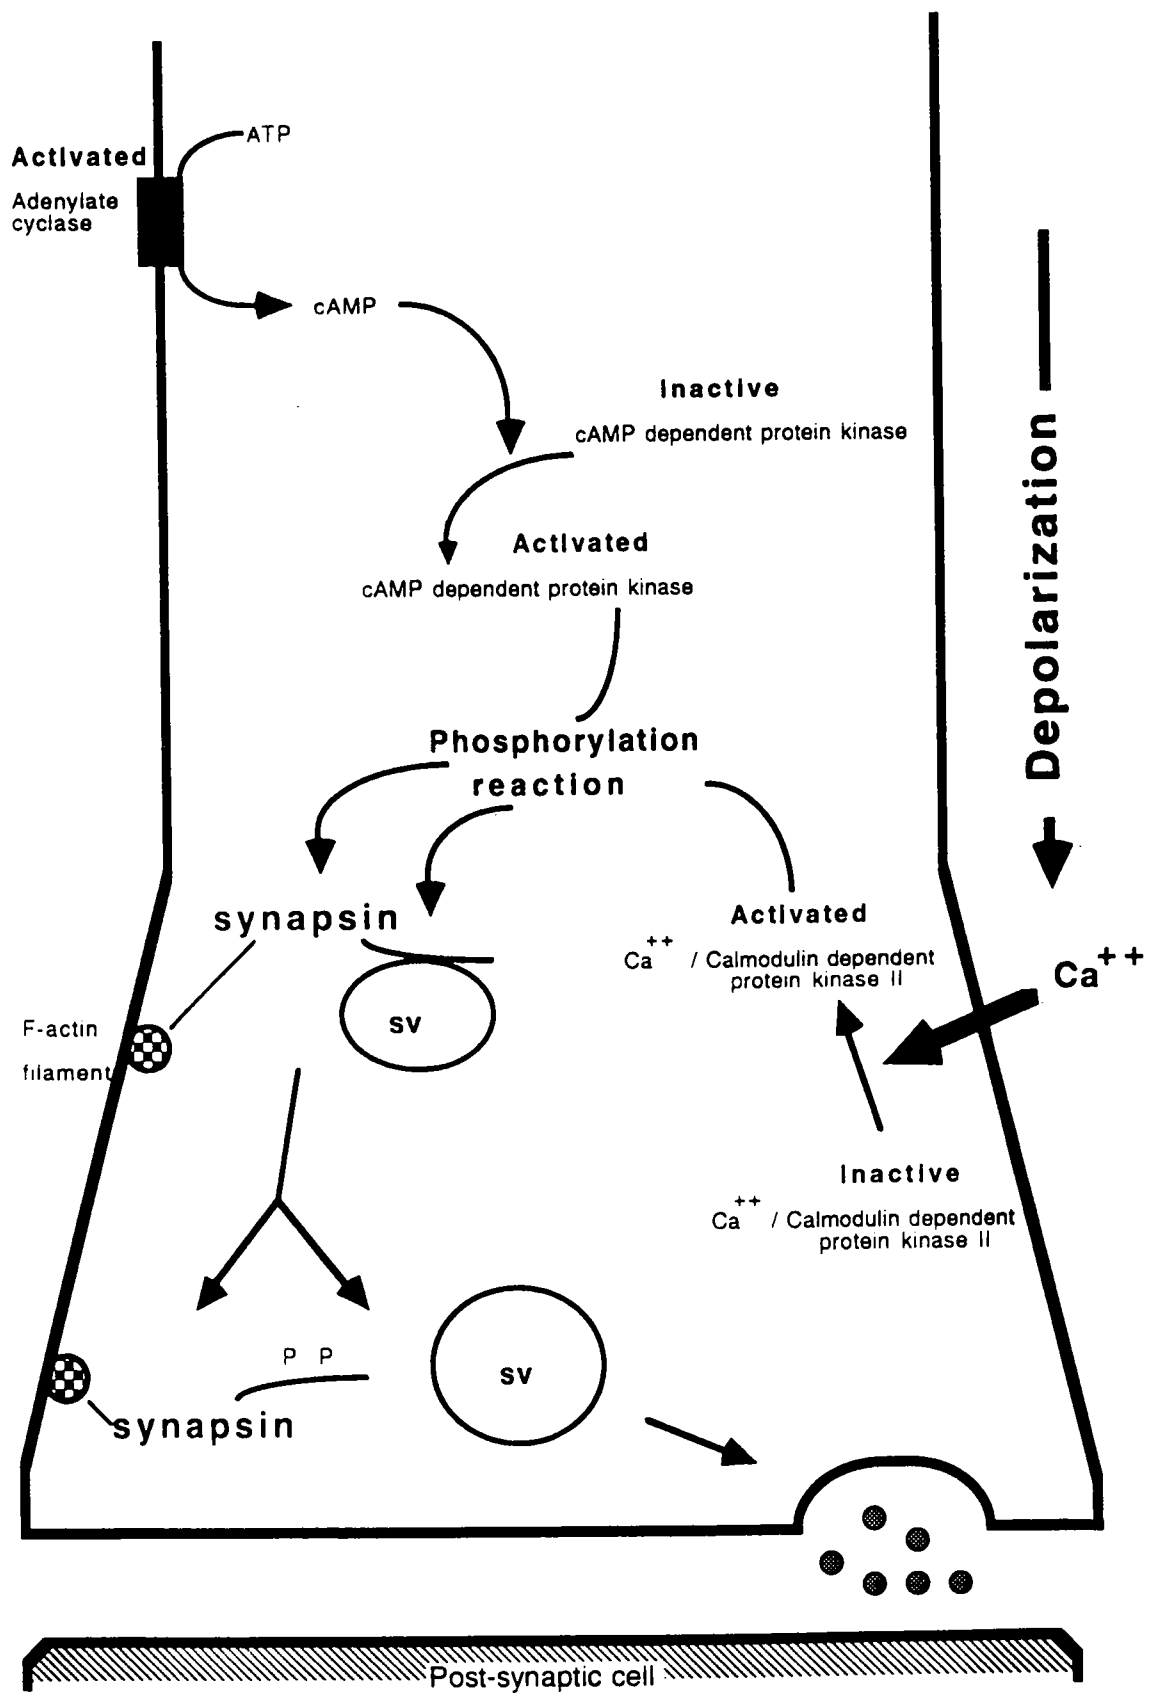 ATP
Activated
Adenylate
cyclase
cAMP
Inactive
cAMP dependent protein kinase
Activated
cAMP dependent protein kinase
Depolarization
Phosphorylation
reaction
synapsin
Activated
Ca++ / Calmodulin dependent
protein kinase II
Ca++
F-actin
filament
sv
Inactive
Ca++ / Calmodulin dependent
protein kinase II
P P
sv
synapsin
Post-synaptic cell